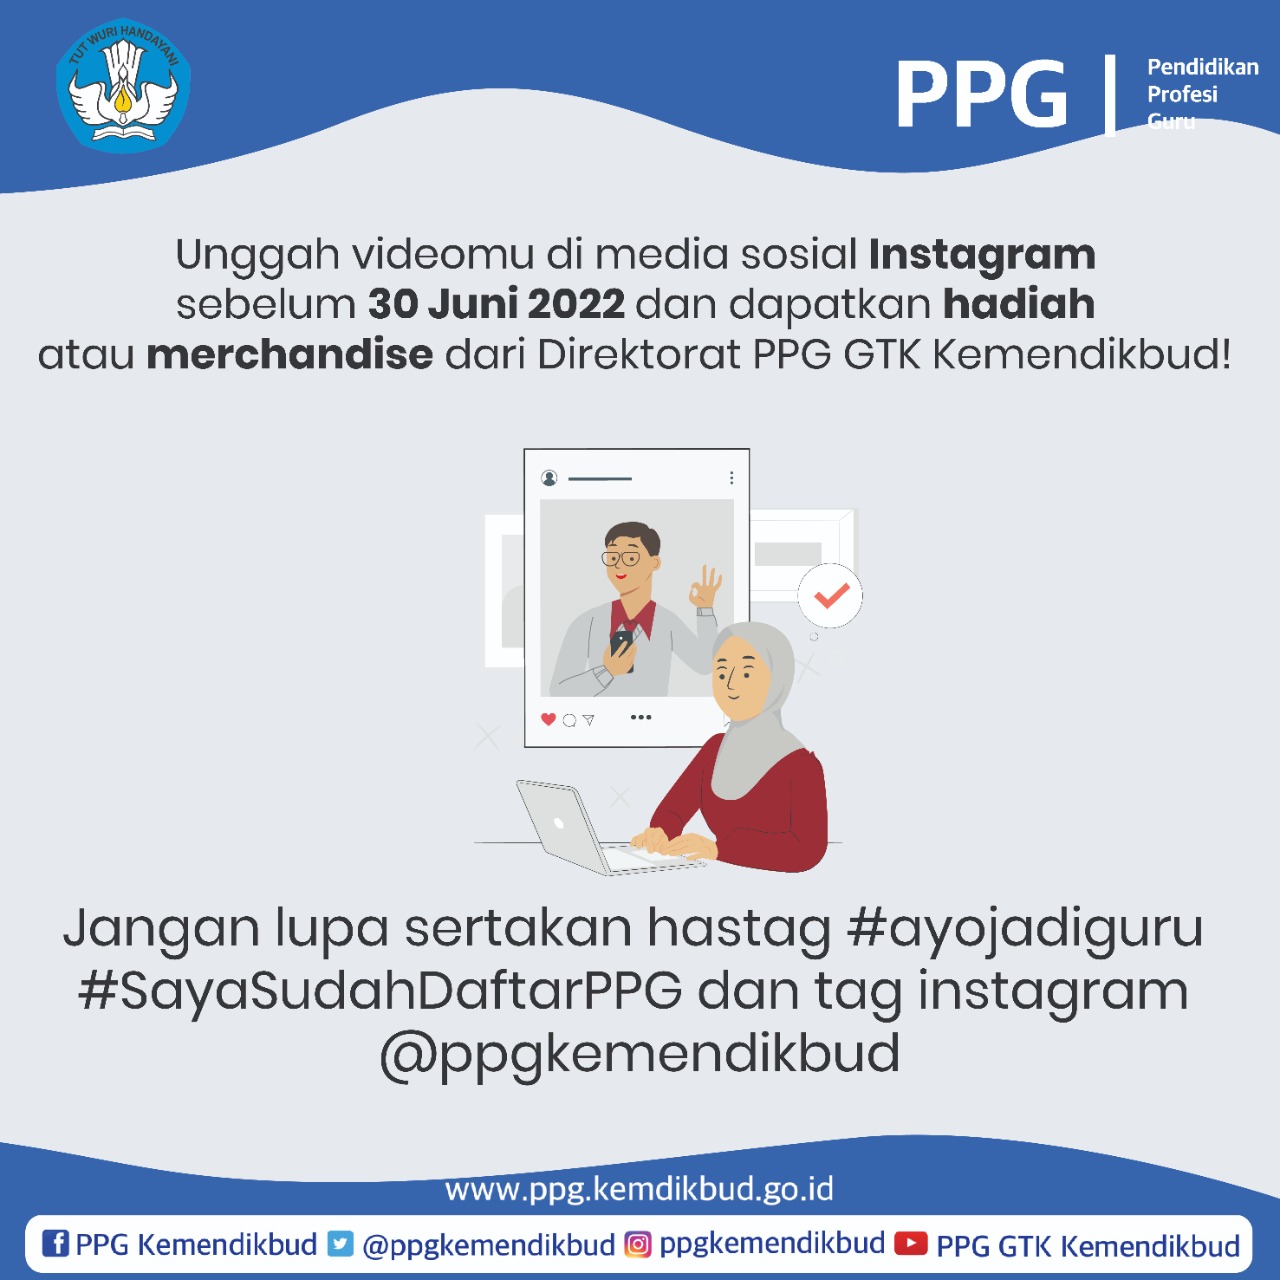 TUT WURI HANDAYANI
PPG
Pendidikan
Profesi
Guru
Unggah videomu di media sosial Instagram
sebelum 30 Juni 2022 dan dapatkan hadiah
atau merchandise dari Direktorat PPG GTK Kemendikbud!
Jangan lupa sertakan hastag #ayojadiguru
#SayaSudahDaftarPPG dan tag instagram
@ppgkemendikbud
www.ppg.kemdikbud.go.id
PPG Kemendikbud @ppgkemendikbud ppgkemendikbud PPG GTK Kemendikbud